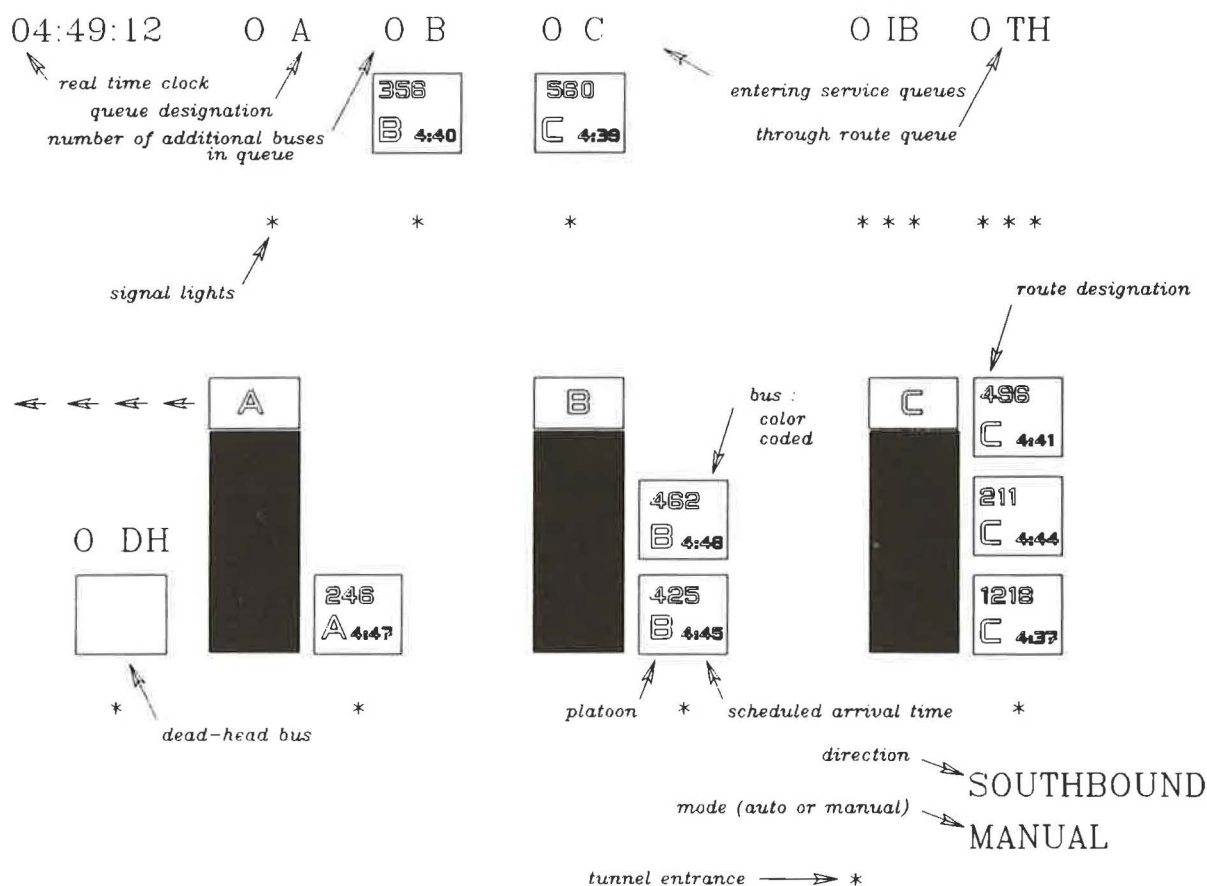 04:49:12 O A O B O C O IB O TH
real time clock
queue designation
number of additional buses
in queue
356
B 4:40
560
C 4:39
entering service queues
through route queue
* * * * * * * * *
signal lights
route designation
A
B
C
bus :
color
coded
496
C 4:41
462
B 4:48
211
C 4:44
O DH
246
A 4:47
425
B 4:45
1218
C 4:37
* * * *
dead-head bus
platoon
scheduled arrival time
direction
SOUTHBOUND
mode (auto or manual)
MANUAL
tunnel entrance *